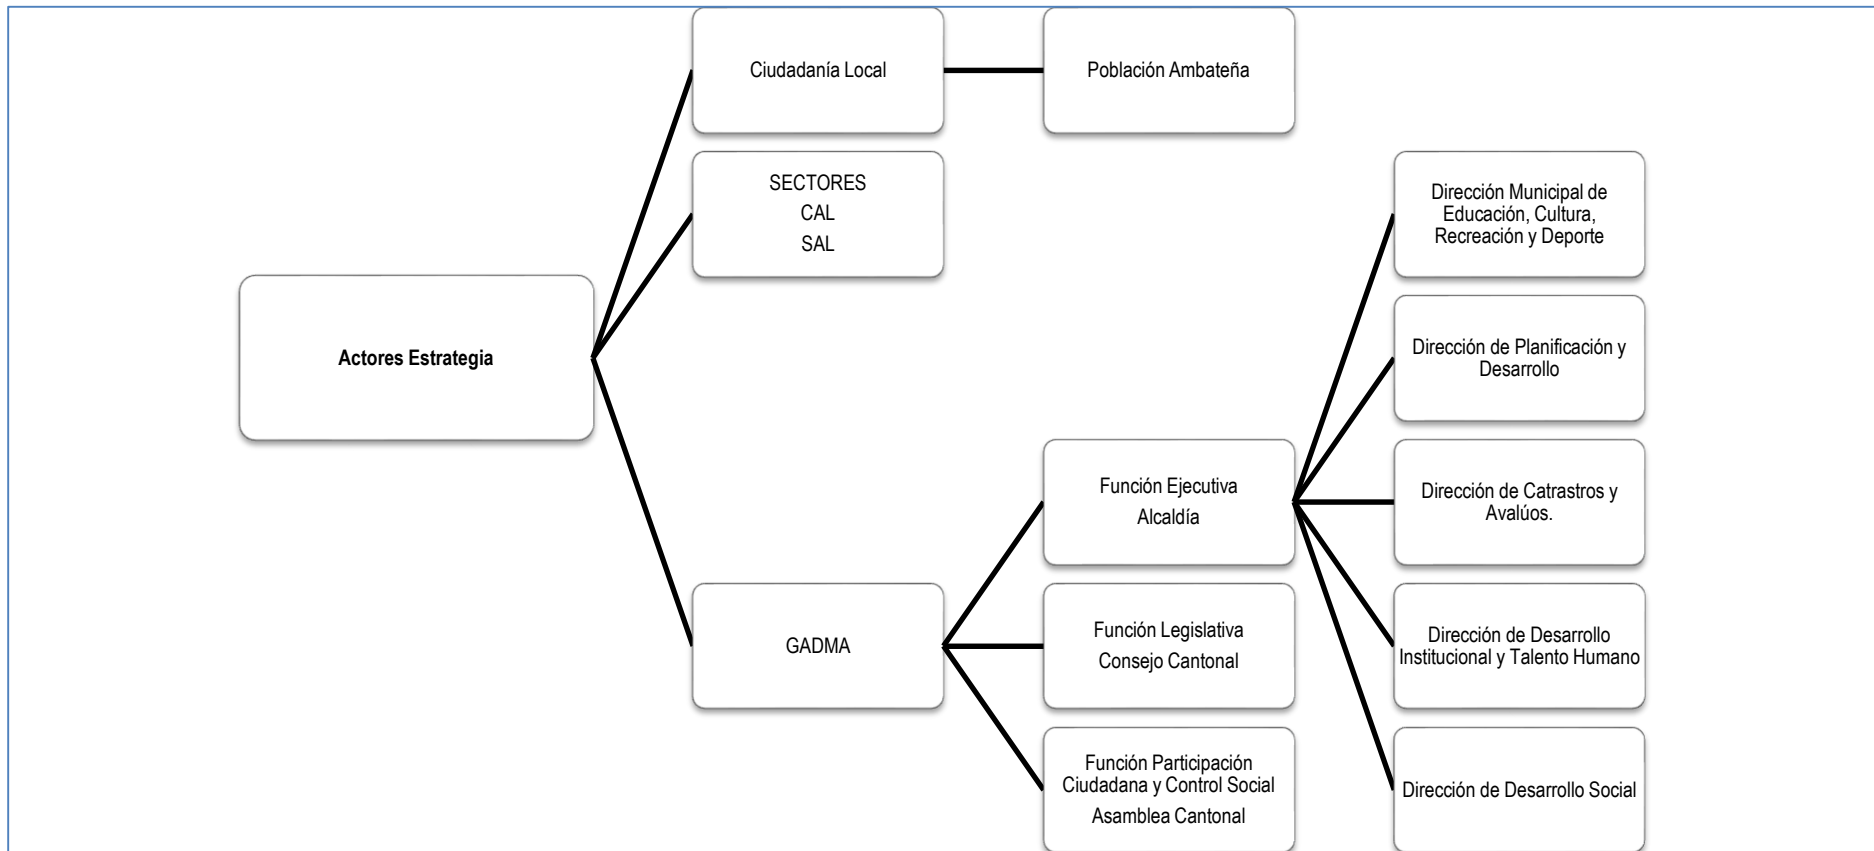 Ciudadanía Local
Población Ambateña
SECTORES
CAL
SAL
Dirección Municipal de
Educación, Cultura,
Recreación y Deporte
Actores Estrategia
Dirección de Planificación y
Desarrollo
Función Ejecutiva
Alcaldía
Dirección de Catrastros y
Avalúos.
GADMA
Función Legislativa
Consejo Cantonal
Dirección de Desarrollo
Institucional y Talento Humano
Función Participación
Ciudadana y Control Social
Asamblea Cantonal
Dirección de Desarrollo Social